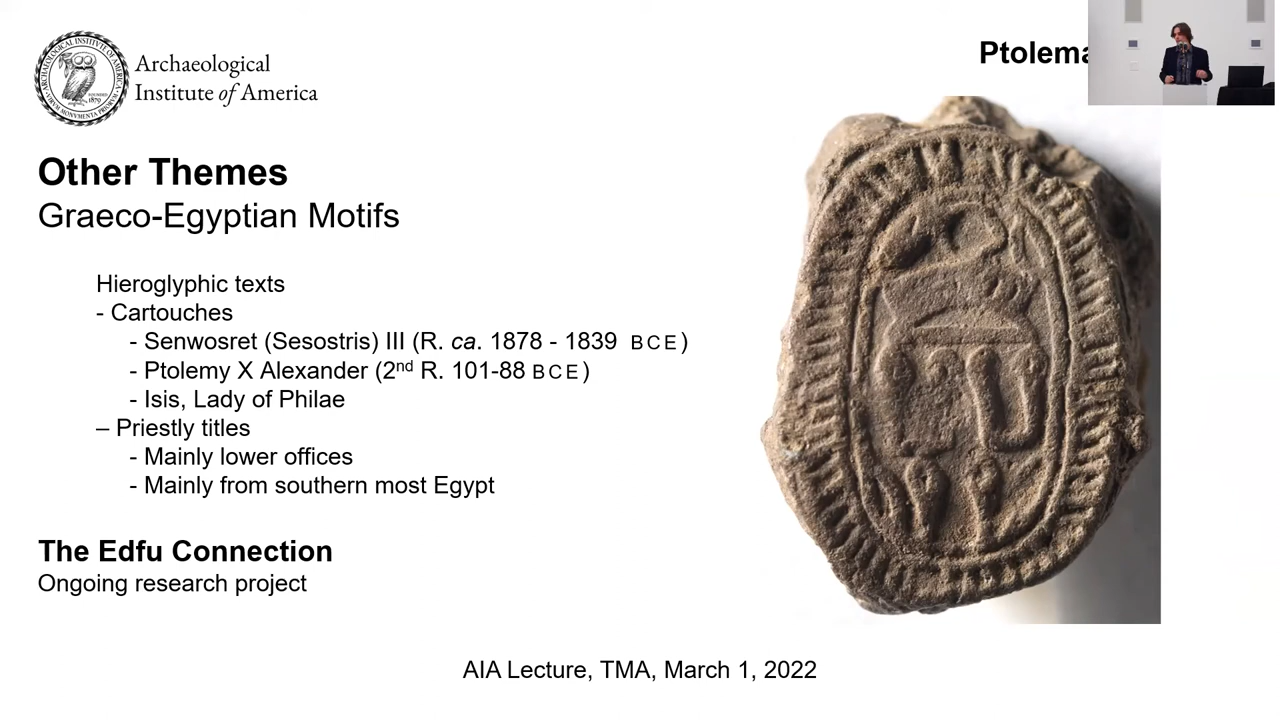 Archaeological
Institute of America
Other Themes
Graeco-Egyptian Motifs
Hieroglyphic texts
- Cartouches
- Senwosret (Sesostris) III (R. ca. 1878 - 1839 BCE)
- Ptolemy X Alexander (2nd R. 101-88 BCE)
- Isis, Lady of Philae
– Priestly titles
- Mainly lower offices
- Mainly from southern most Egypt
The Edfu Connection
Ongoing research project
AIA Lecture, TMA, March 1, 2022